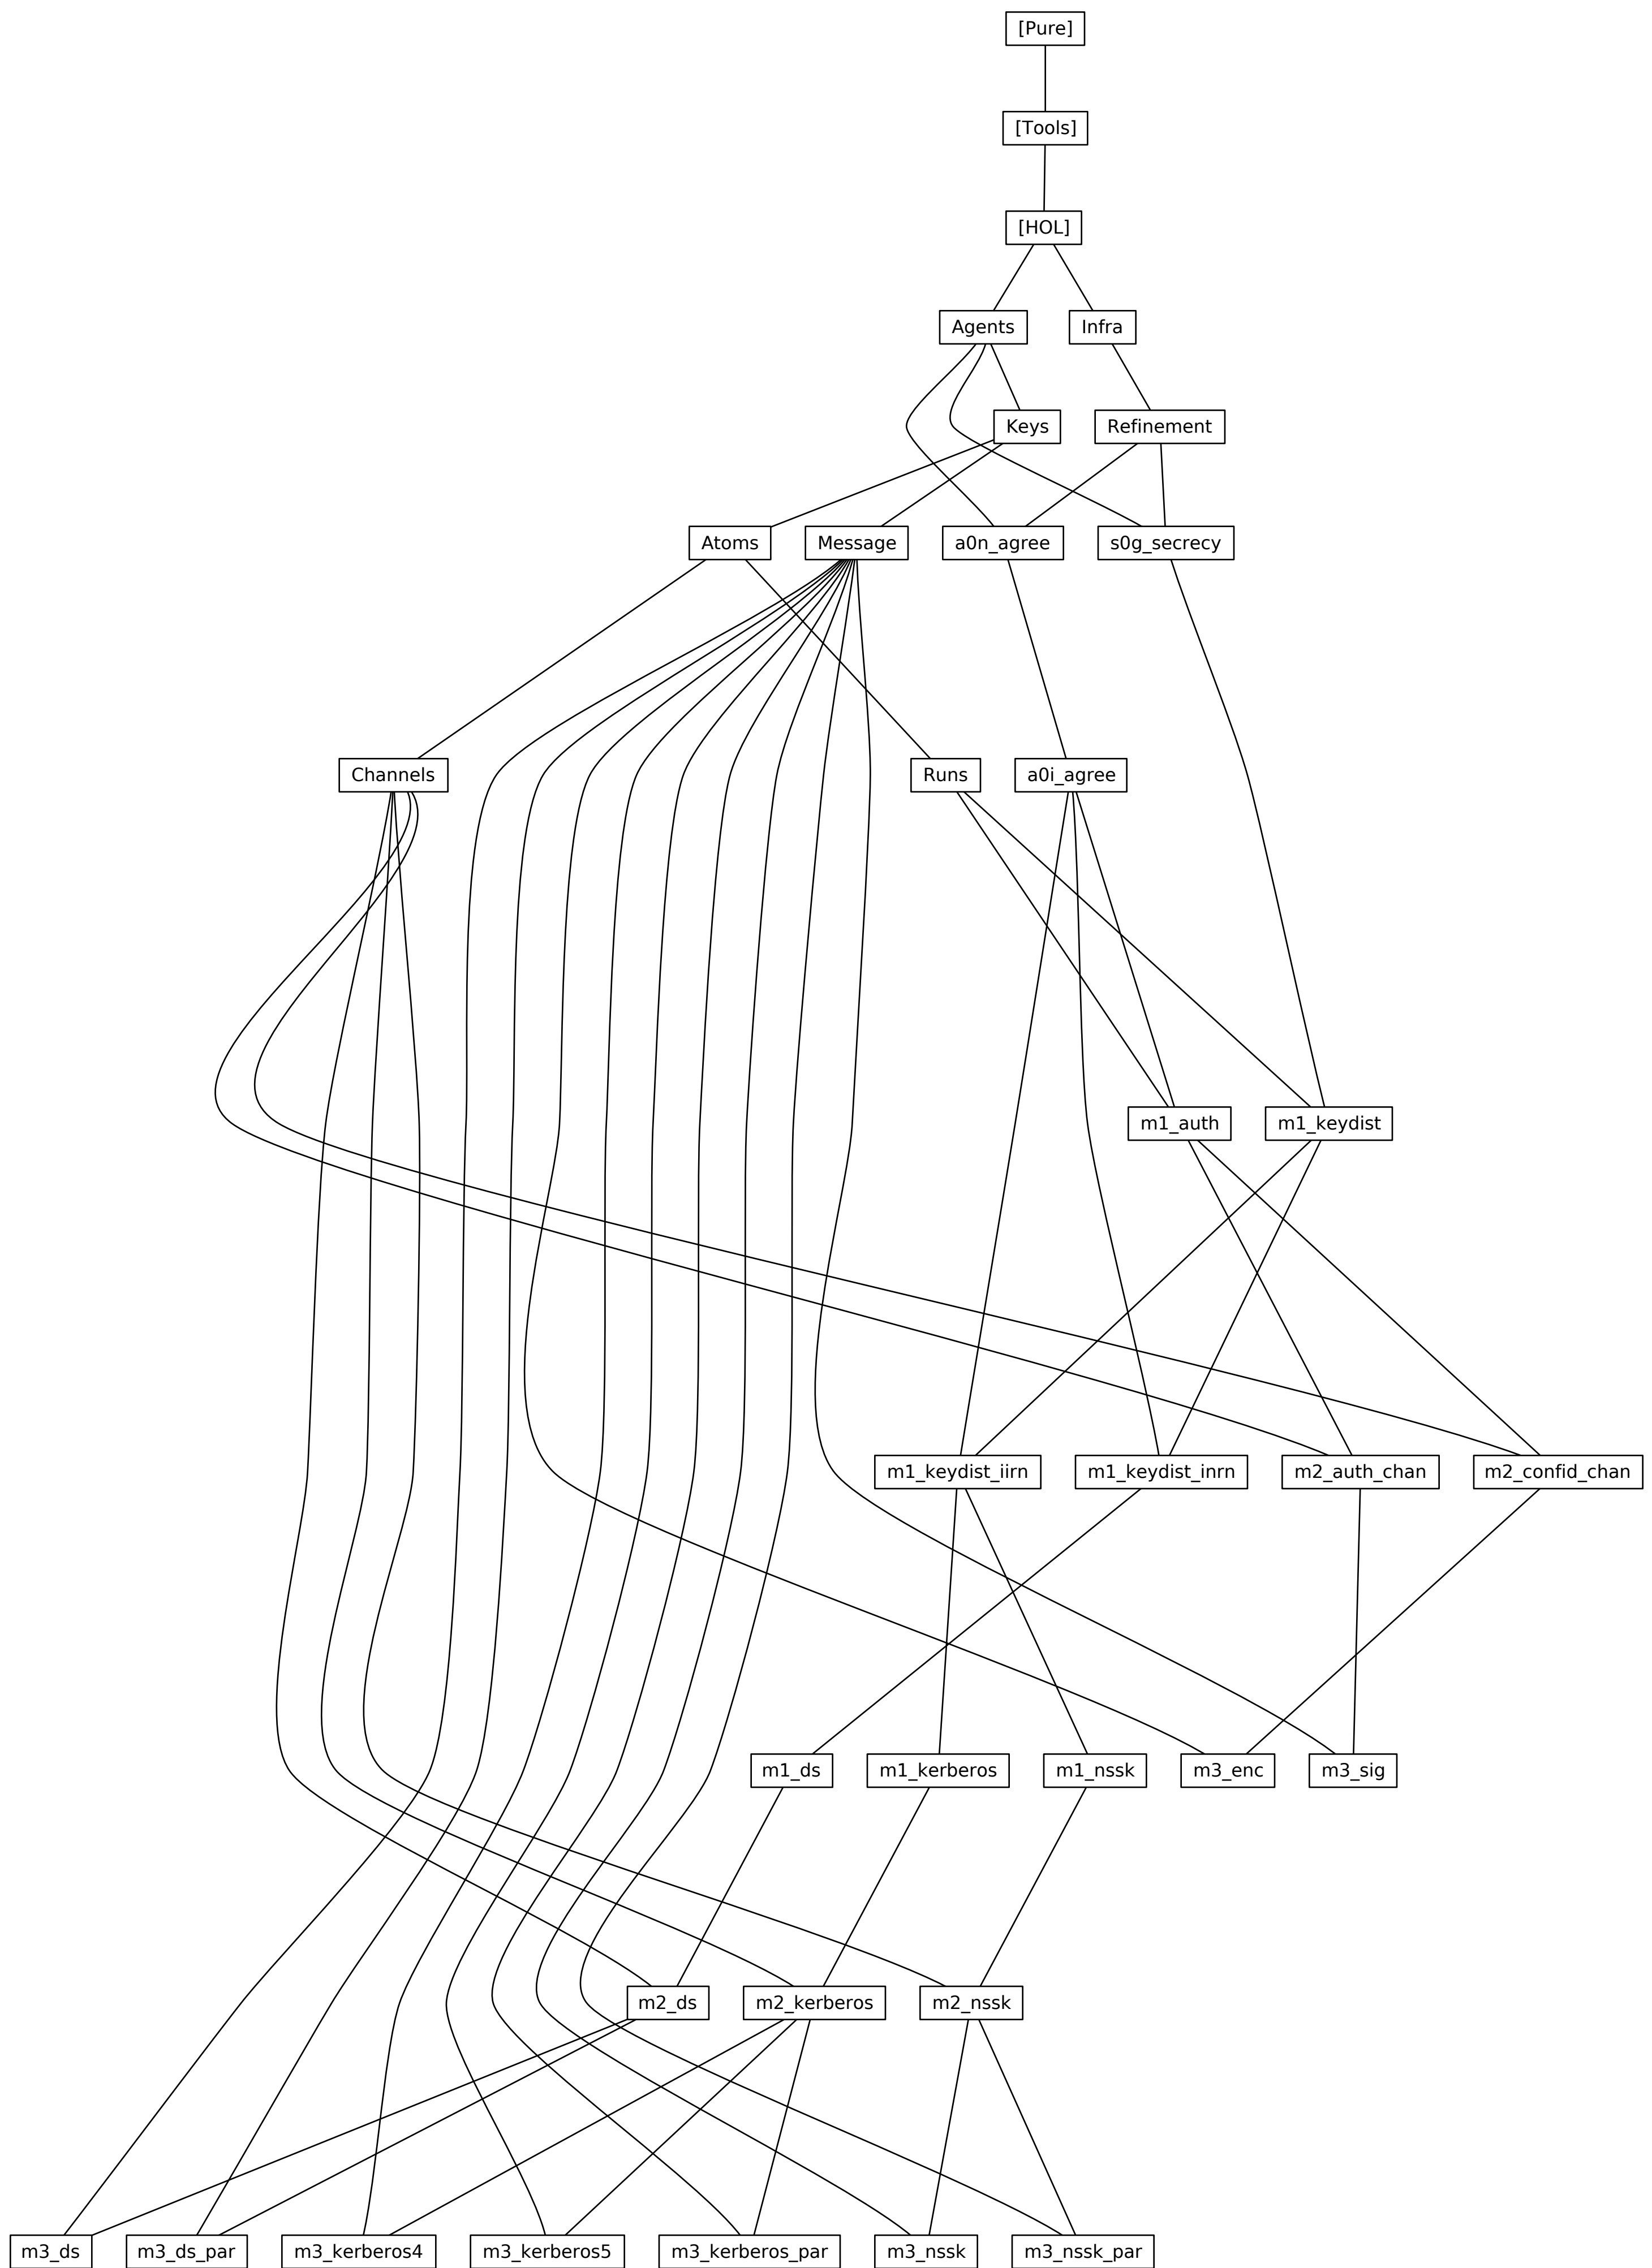 [Pure]
[Tools]
[HOL]
Agents
Infra
Keys
Refinement
Atoms
Message
a0n_agree
s0g_secrecy
Channels
Runs
a0i_agree
m1_auth
m1_keydist
m1_keydist_iirn
m1_keydist_inrn
m2_auth_chan
m2_confid_chan
m1_ds
m1_kerberos
m1_nssk
m3_enc
m3_sig
m2_ds
m2_kerberos
m2_nssk
m3_ds
m3_ds_par
m3_kerberos4
m3_kerberos5
m3_kerberos_par
m3_nssk
m3_nssk_par